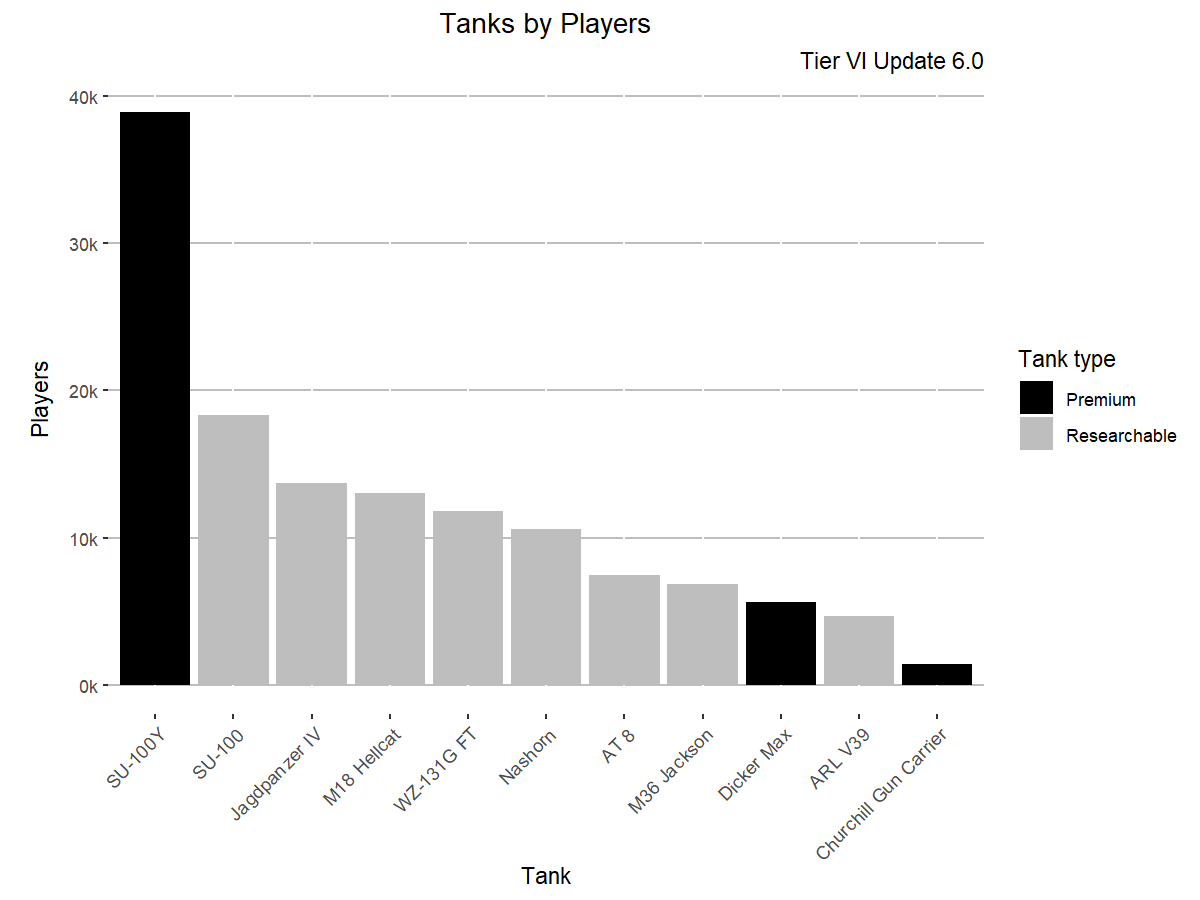 Tanks by Players
Tier VI Update 6.0
40k
30k
20k
10k
0k
Players
SU-100Y
SU-100
Jagdpanzer IV
M18 Hellcat
WZ-131G FT
Nashorn
AT 8
M36 Jackson
Dicker Max
ARL V39
Churchill Gun Carrier
Tank
Tank type
Premium
Researchable